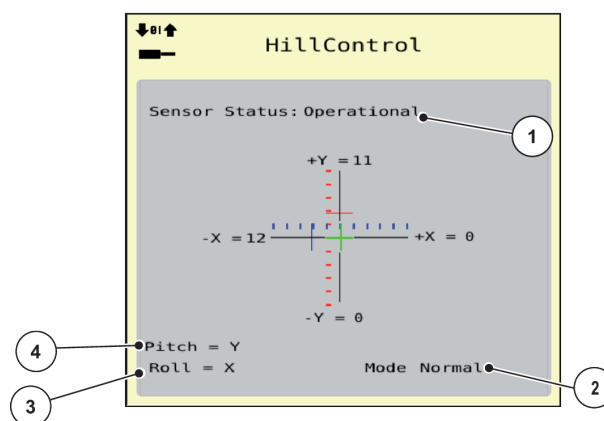 HillControl
Sensor Status: Operational
1
+Y = 11
-X = 12
+X = 0
-Y = 0
4
Pitch = Y
3
Roll = X
Mode Normal
2